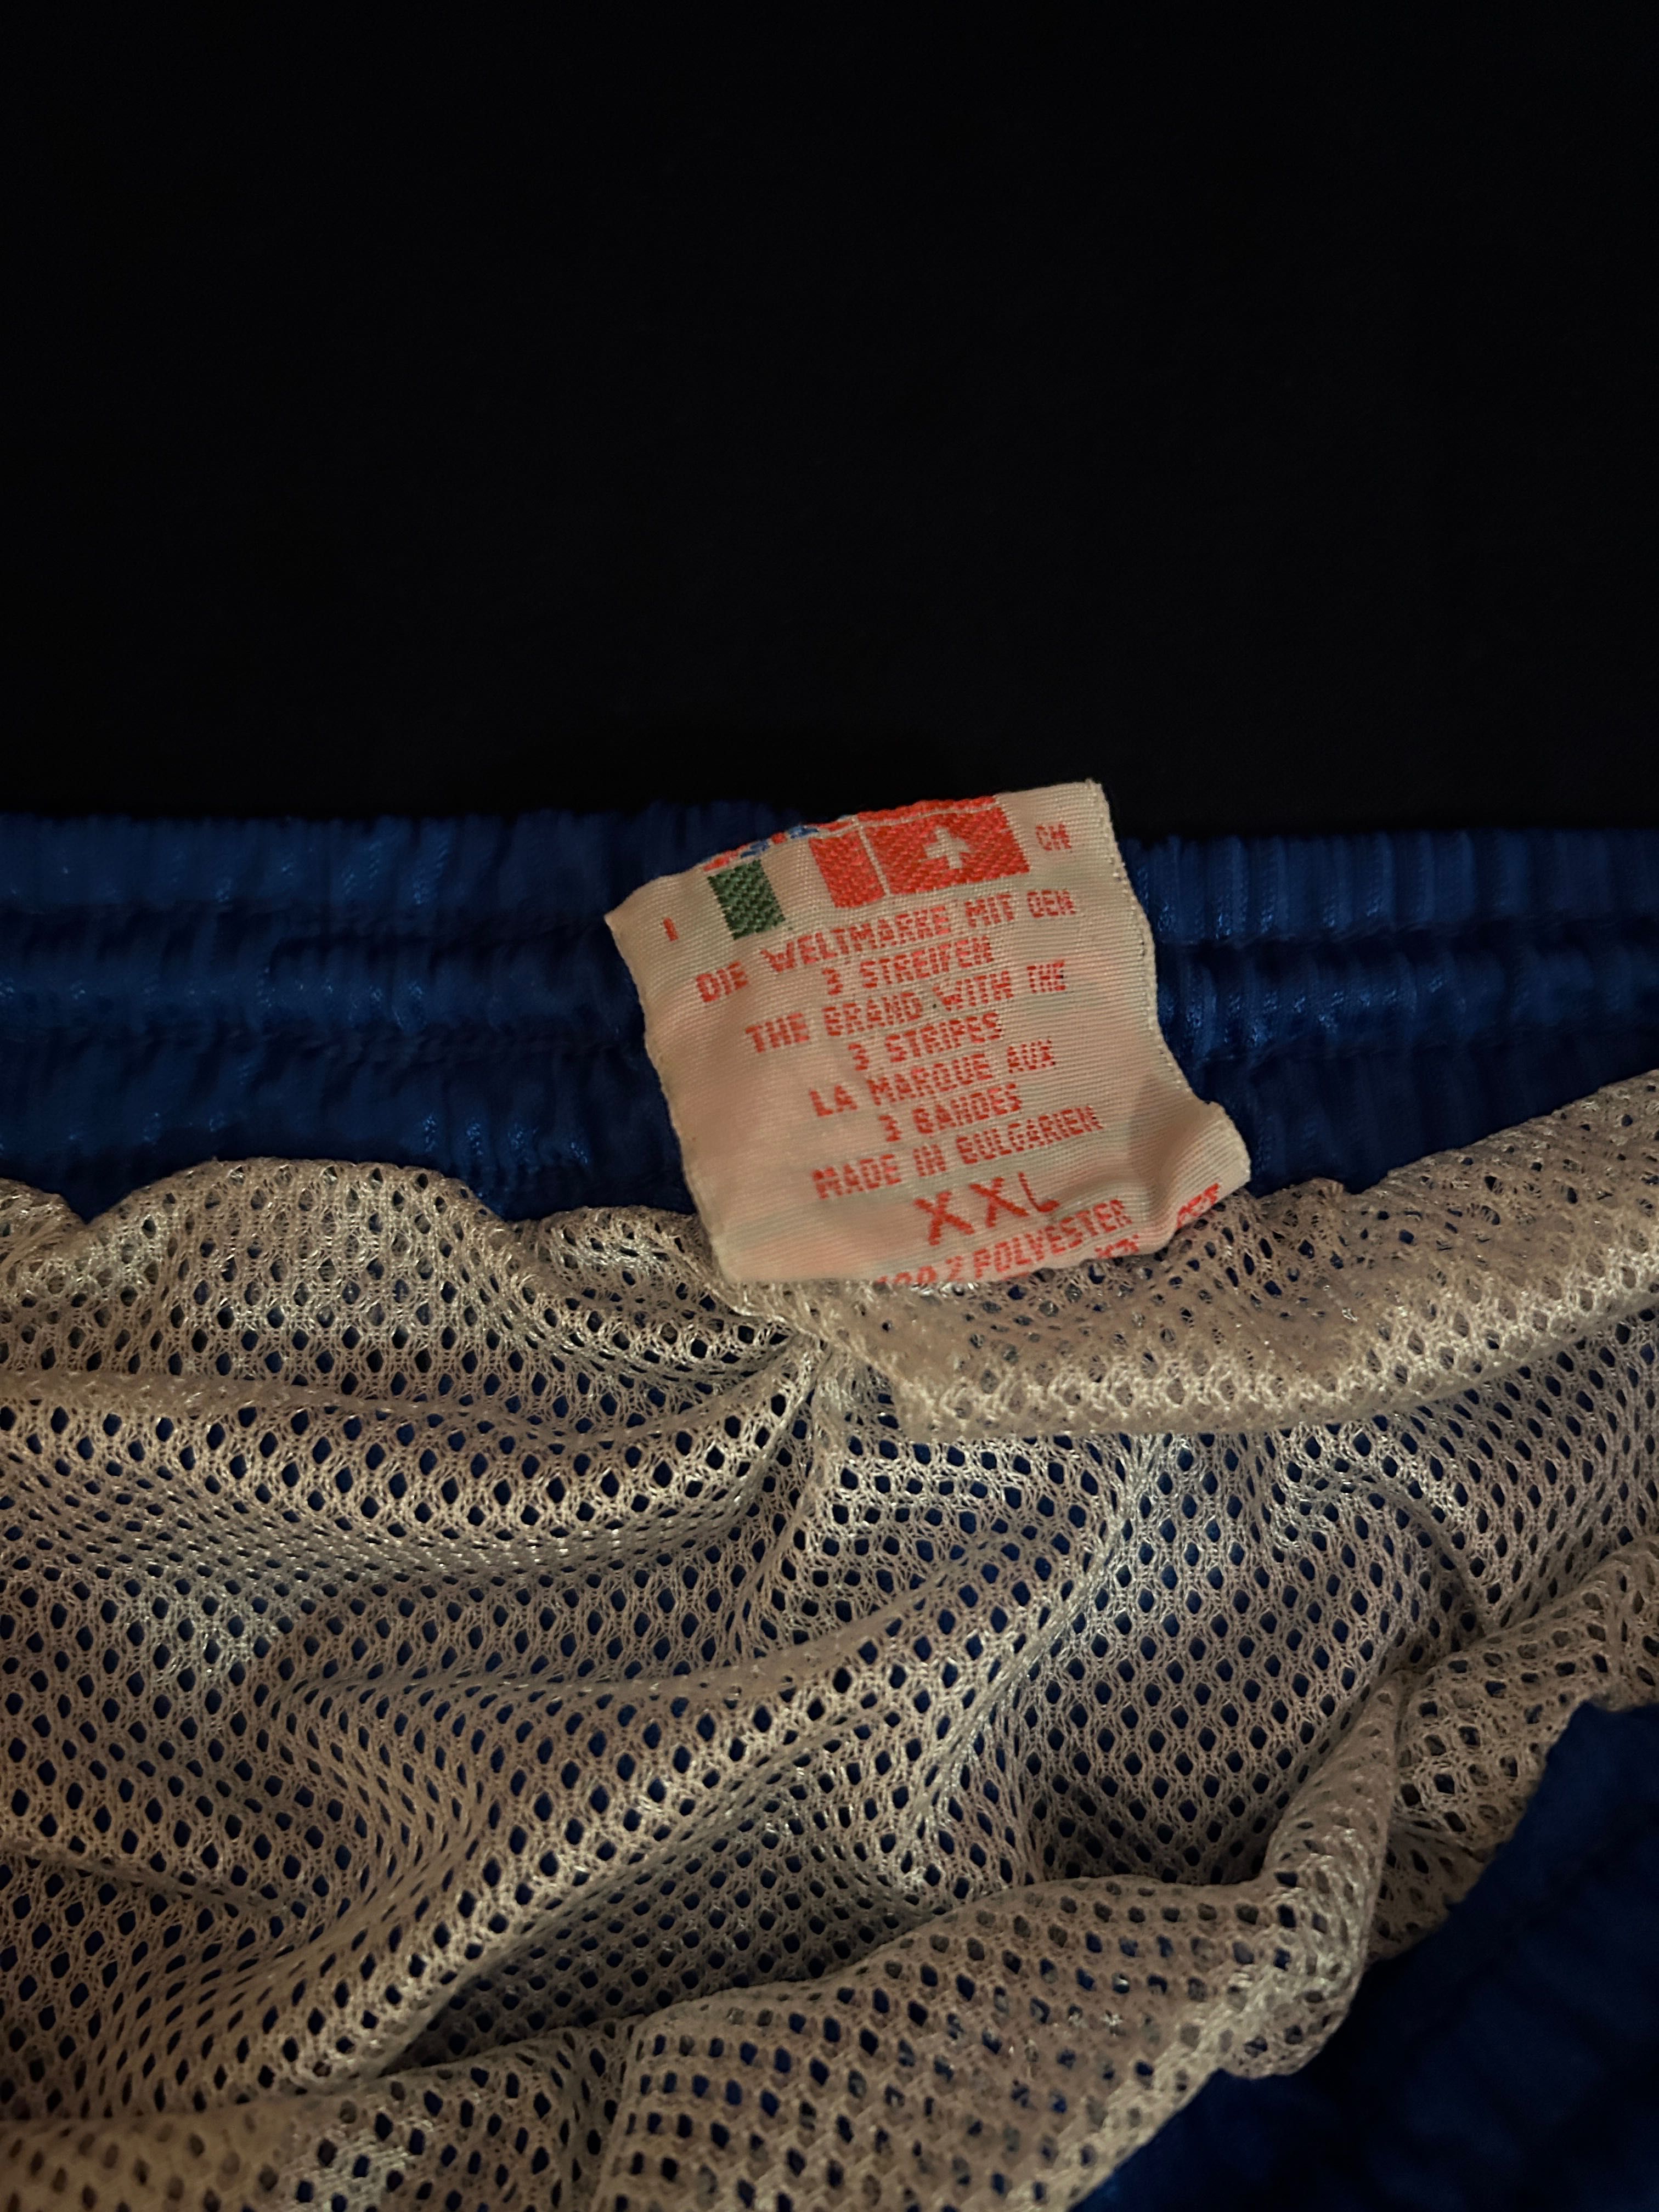 I CH
DIE WELTMARKE MIT DEN
3 STREIFEN
THE BRAND WITH THE
3 STRIPES
LA MARQUE AUX
3 BANDES
MADE IN BULGARIEN
XXL
POLYESTER